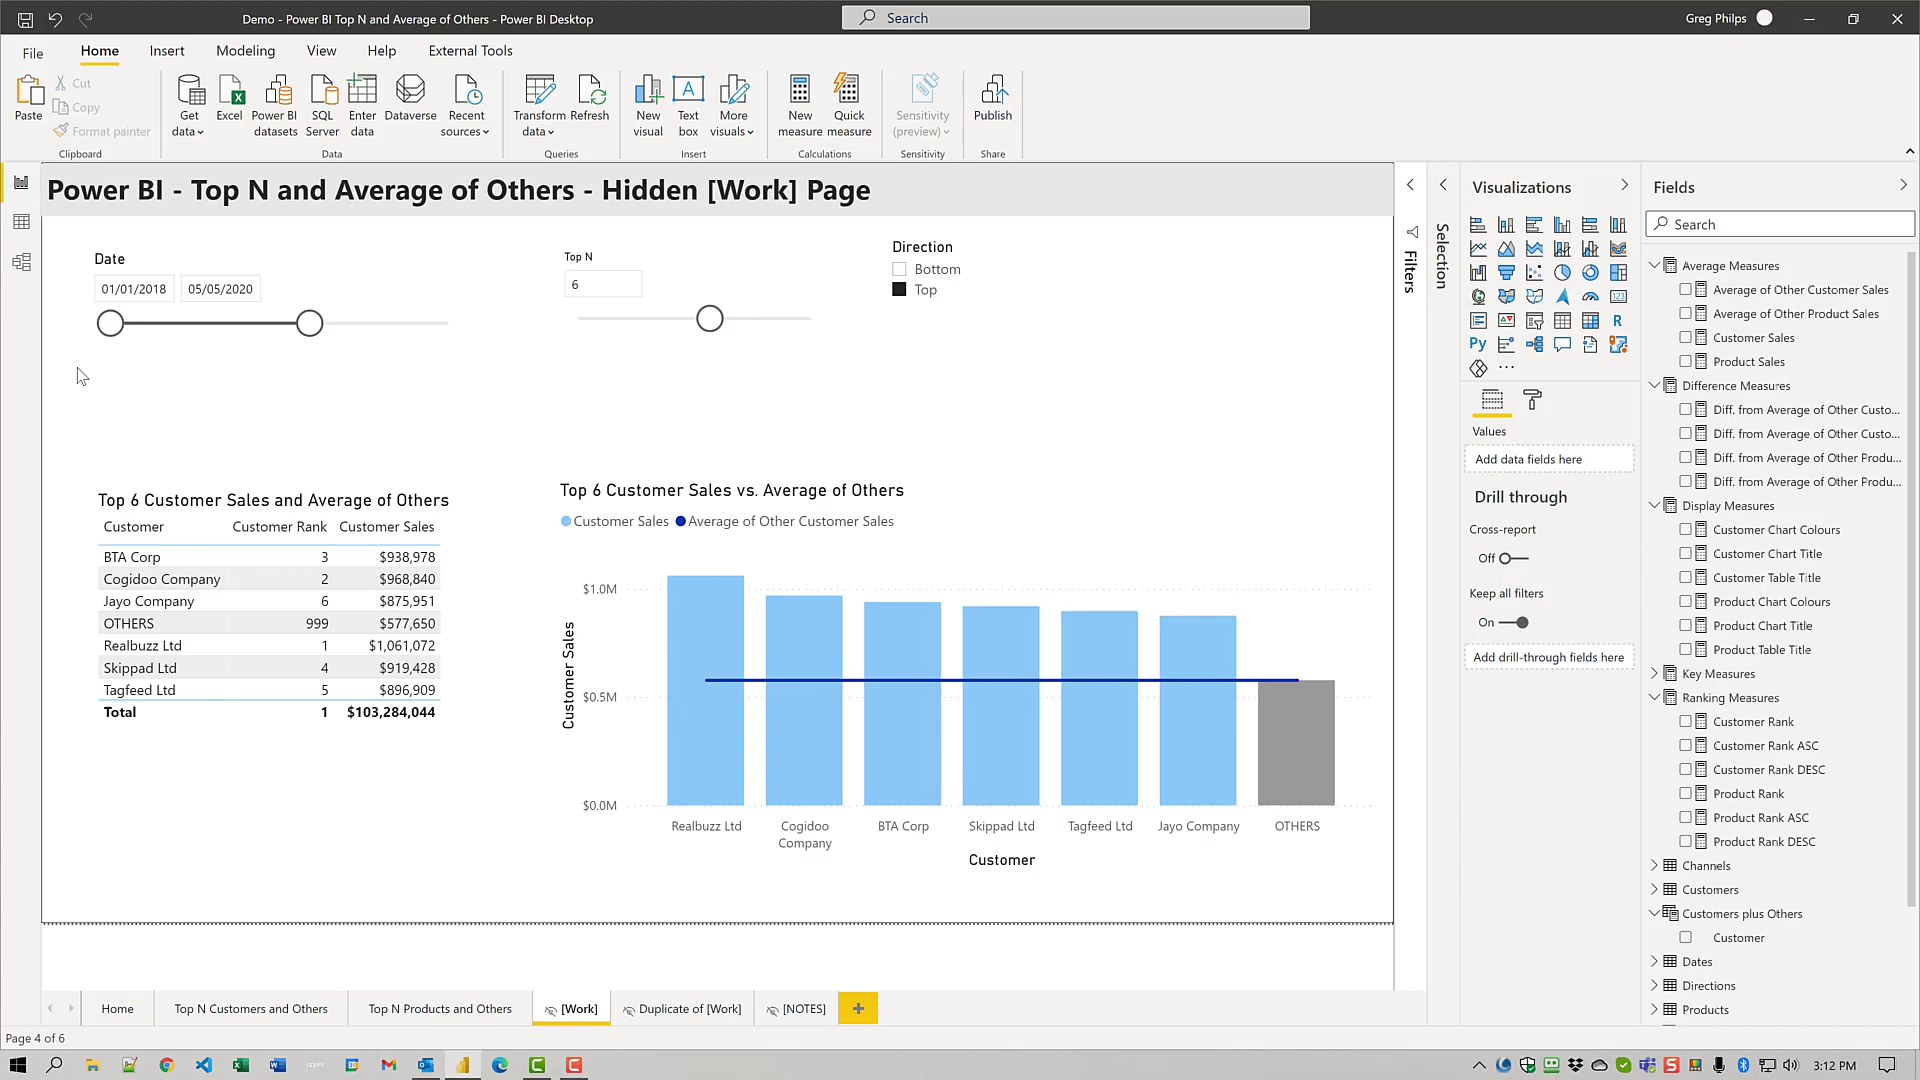 Demo - Power BI Top N and Average of Others - Power BI Desktop
Search
Greg Philps
File
Home
Insert
Modeling
View
Help
External Tools
Paste
Cut
Copy
Format painter
Clipboard
Get data
Excel
Power BI datasets
SQL Server
Enter data
Dataverse
Recent sources
Data
Transform data
Refresh
Queries
New visual
Text box
More visuals
Insert
New measure
Quick measure
Calculations
Sensitivity (preview)
Sensitivity
Publish
Share
Power BI - Top N and Average of Others - Hidden [Work] Page
Date
01/01/2018
05/05/2020
Top N
6
Direction
Bottom
Top
Top 6 Customer Sales and Average of Others
Customer Customer Rank Customer Sales
BTA Corp 3 $938,978
Cogidoo Company 2 $968,840
Jayo Company 6 $875,951
OTHERS 999 $577,650
Realbuzz Ltd 1 $1,061,072
Skippad Ltd 4 $919,428
Tagfeed Ltd 5 $896,909
Total 1 $103,284,044
Top 6 Customer Sales vs. Average of Others
Customer Sales Average of Other Customer Sales
$1.0M
$0.5M
$0.0M
Customer Sales
Realbuzz Ltd
Cogidoo
Company
BTA Corp
Skippad Ltd
Tagfeed Ltd
Jayo Company
OTHERS
Customer
Filters
Selection
Visualizations
R
Py
123
Values
Add data fields here
Drill through
Cross-report
Off
Keep all filters
On
Add drill-through fields here
Fields
Search
Average Measures
Average of Other Customer Sales
Average of Other Product Sales
Customer Sales
Product Sales
Difference Measures
Diff. from Average of Other Custo...
Diff. from Average of Other Custo...
Diff. from Average of Other Produ...
Diff. from Average of Other Produ...
Display Measures
Customer Chart Colours
Customer Chart Title
Customer Table Title
Product Chart Colours
Product Chart Title
Product Table Title
Key Measures
Ranking Measures
Customer Rank
Customer Rank ASC
Customer Rank DESC
Product Rank
Product Rank ASC
Product Rank DESC
Channels
Customers
Customers plus Others
Customer
Dates
Directions
Products
Home
Top N Customers and Others
Top N Products and Others
[Work]
Duplicate of [Work]
[NOTES]
Page 4 of 6
3:12 PM